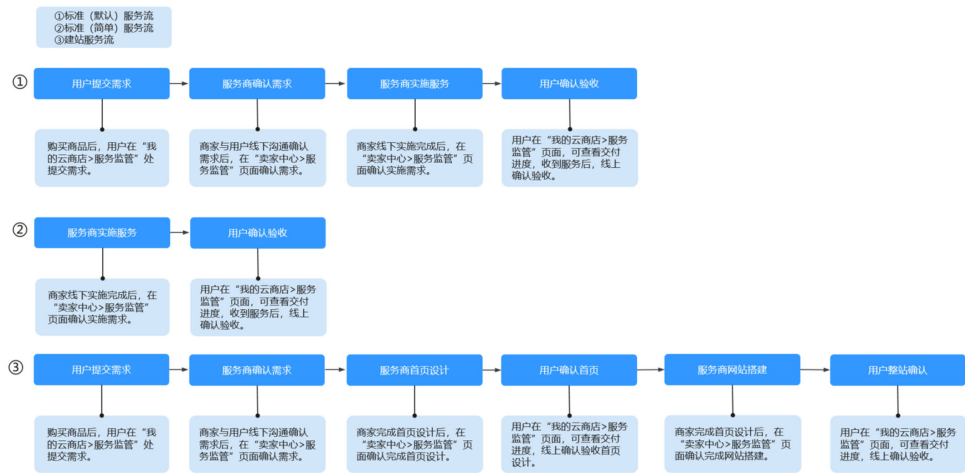 ①标准（默认）服务流
②标准（简单）服务流
③建站服务流
①
用户提交需求
服务商确认需求
服务商实施服务
用户确认验收
购买商品后，用户在“我
的云商店>服务监管”处
提交需求。
商家与用户线下沟通确认
需求后，在“卖家中心>服
务监管”页面确认需求。
商家线下实施完成后，在
“卖家中心>服务监管”页
面确认实施需求。
用户在“我的云商店>服务
监管”页面，可查看交付
进度，收到服务后，线上
确认验收。
②
服务商实施服务
用户确认验收
商家线下实施完成后，在
“卖家中心>服务监管”
页面确认实施需求。
用户在“我的云商店>服务
监管”页面，可查看交付
进度，收到服务后，线上
确认验收。
③
用户提交需求
服务商确认需求
服务商首页设计
用户确认首页
服务商网站搭建
用户整站确认
购买商品后，用户在“我
的云商店>服务监管”处
提交需求。
商家与用户线下沟通确认
需求后，在“卖家中心>服
务监管”页面确认需求。
商家完成首页设计后，在
“卖家中心>服务监管”页
面确认完成首页设计。
用户在“我的云商店>服务
监管”页面，可查看交付
进度，线上确认验收首页
设计。
商家完成首页设计后，在
“卖家中心>服务监管”页
面确认完成网站搭建。
用户在“我的云商店>服务
监管”页面，可查看交付
进度，线上确认验收。